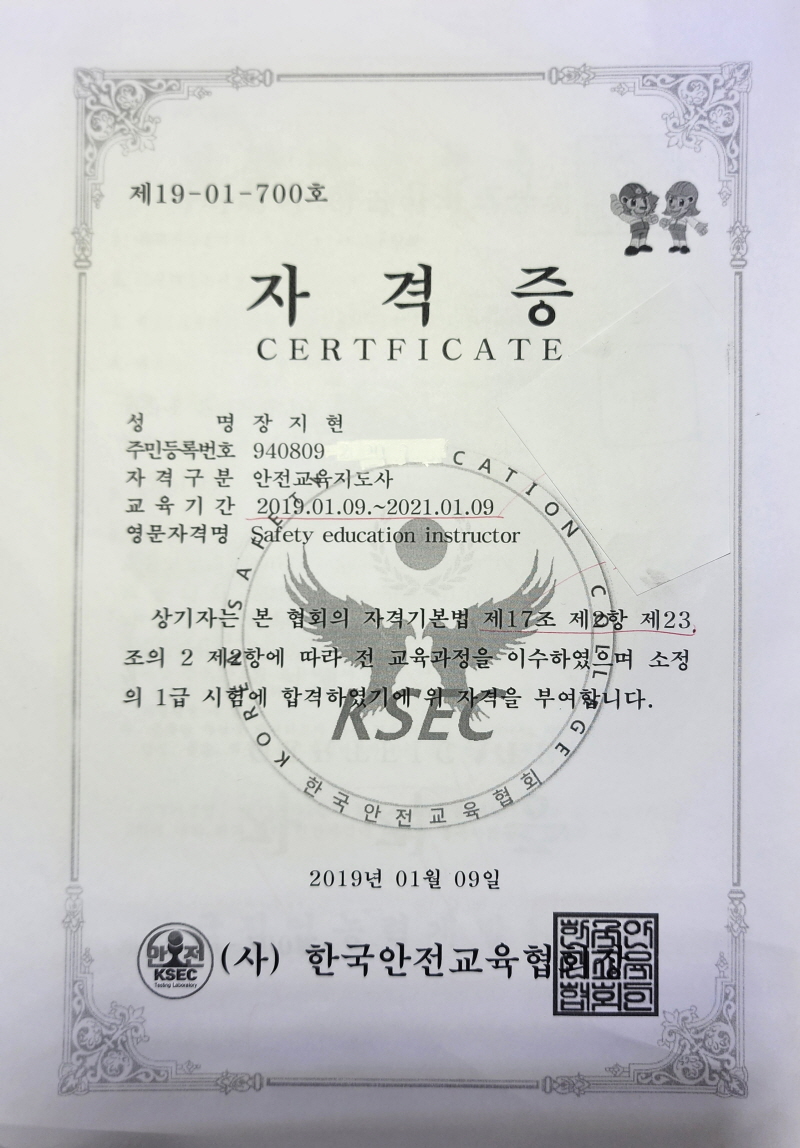 제19-01-700호
자 격 증
CERTFICATE
성 명 장 지 현
주민등록번호 940809
자 격 구 분 안전교육지도사
교 육 기 간 2019.01.09.~2021.01.09
영문자격명 Safety education instructor
상기자는 본 협회의 자격기본법 제17조 제2항 제23
조의 2 제2항에 따라 전 교육과정을 이수하였으며 소정
의 1급 시험에 합격하였기에 위 자격을 부여합니다.
KSEC
한국안전교육협회
2019년 01월 09일
안전
KSEC
Testing Laboratory
(사) 한국안전교육협회장